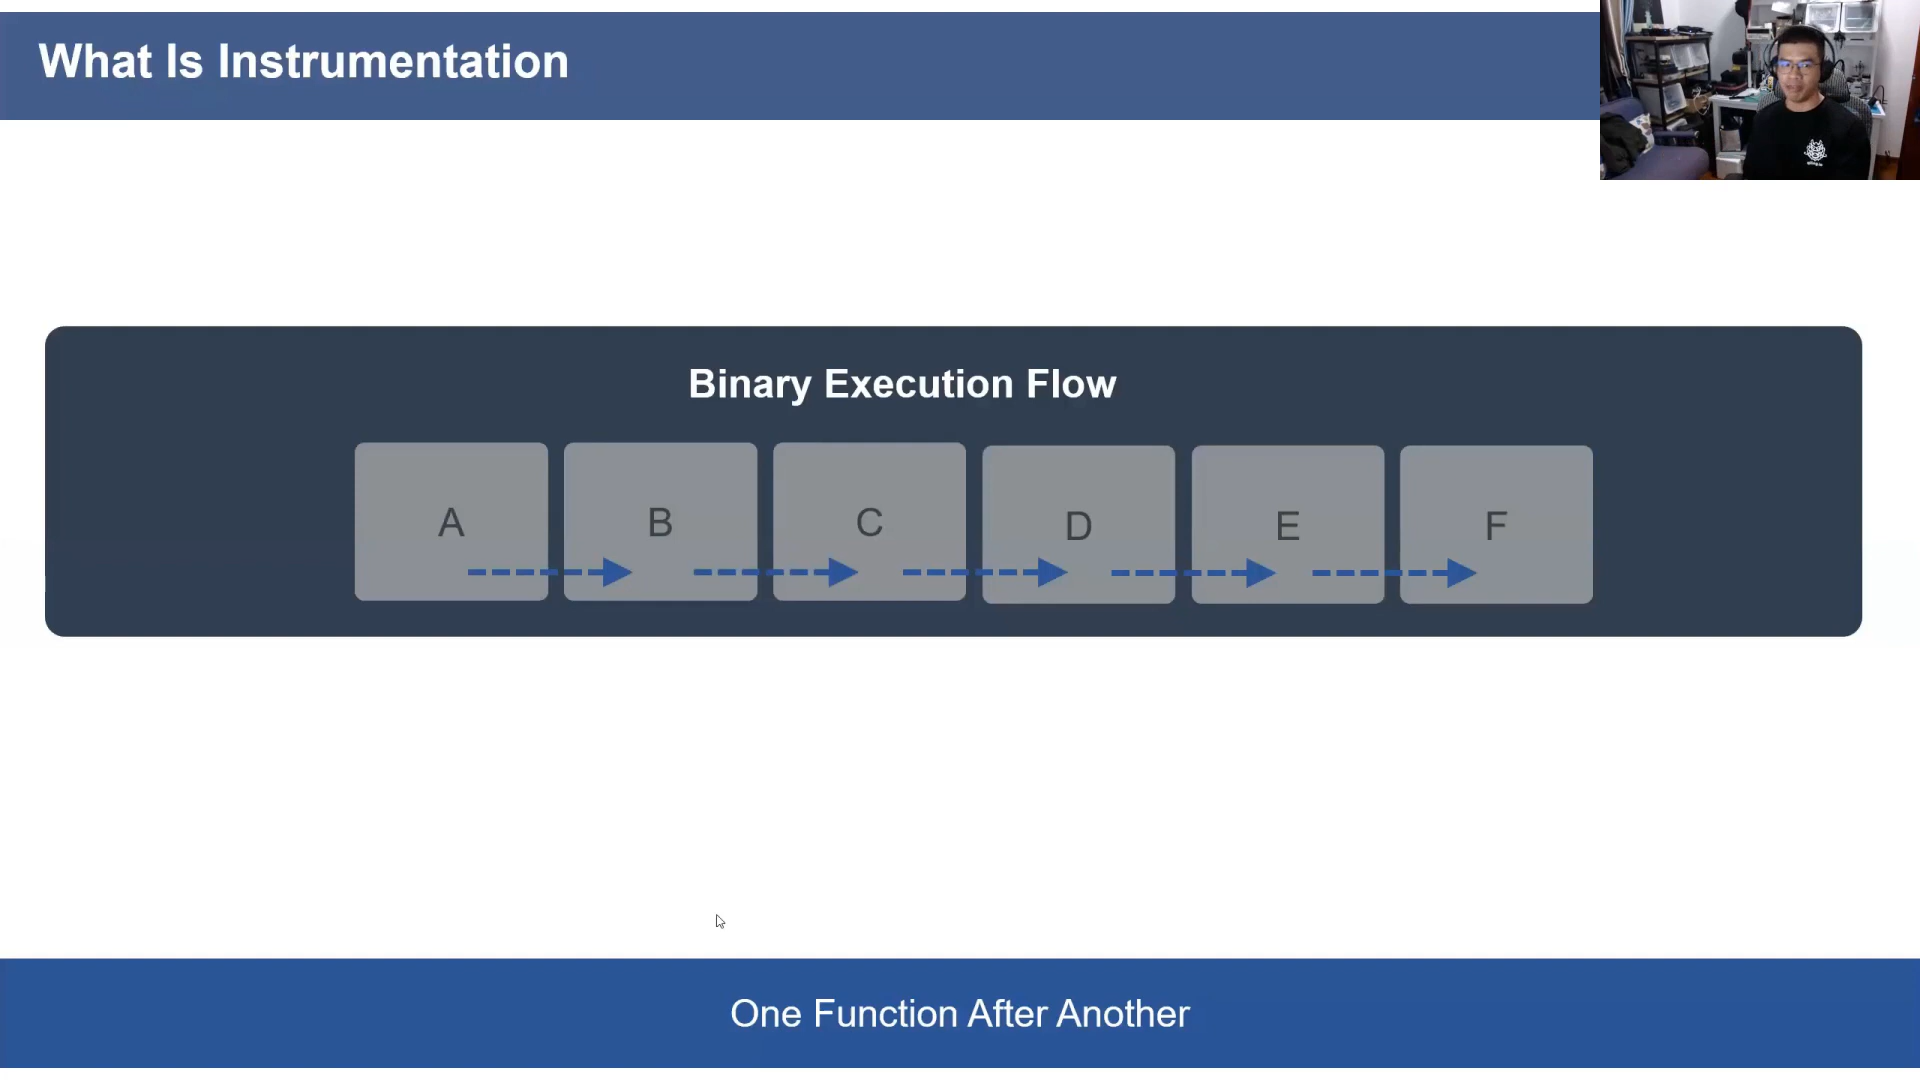 What Is Instrumentation
Binary Execution Flow
A B C D E F
One Function After Another